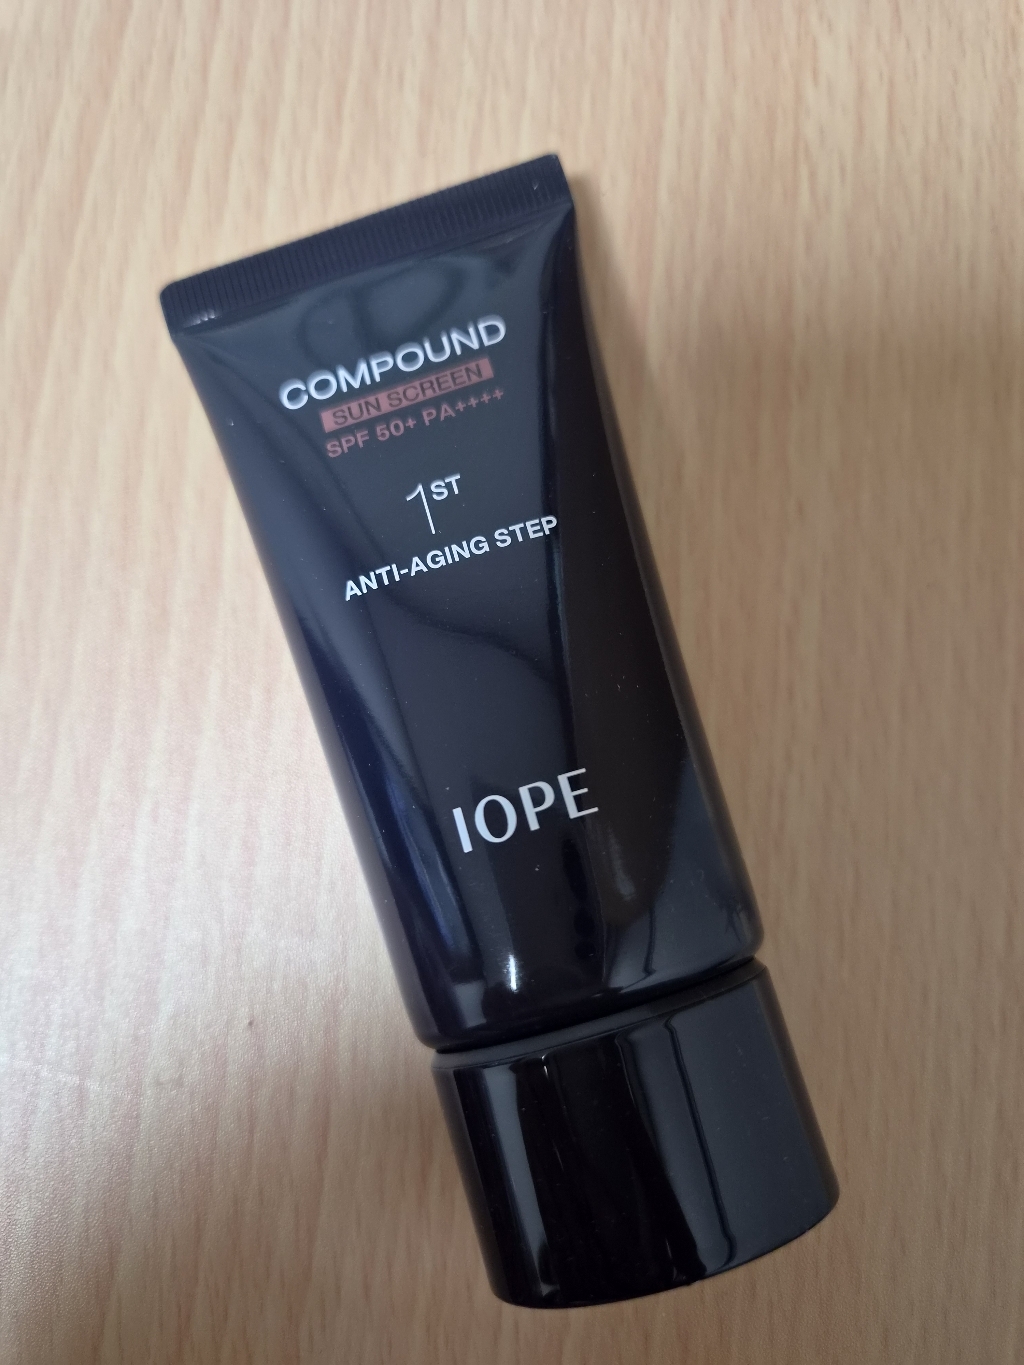 COMPOUND
SUN SCREEN
SPF 50+ PA++++
1ST
ANTI-AGING STEP
IOPE